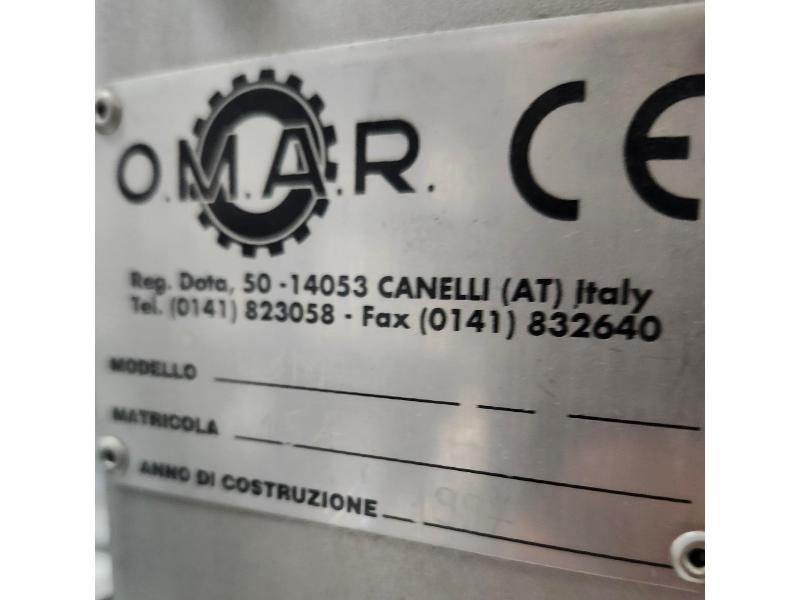 O.M.A.R. CE
Reg. Dota, 50 -14053 CANELLI (AT) Italy
Tel. (0141) 823058 - Fax (0141) 832640
MODELLO
MATRICOLA
ANNO DI COSTRUZIONE